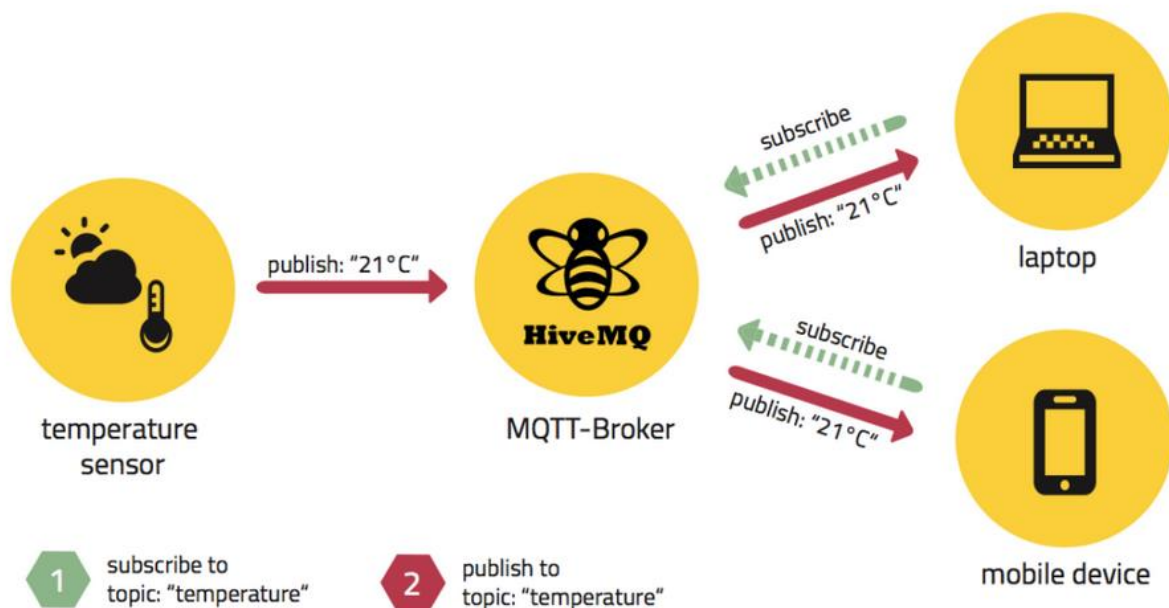 publish: “21°C“
temperature
sensor
HiveMQ
MQTT-Broker
subscribe
publish: “21°C“
laptop
subscribe
publish: “21°C“
mobile device
1
subscribe to
topic: “temperature“
2
publish to
topic: “temperature“